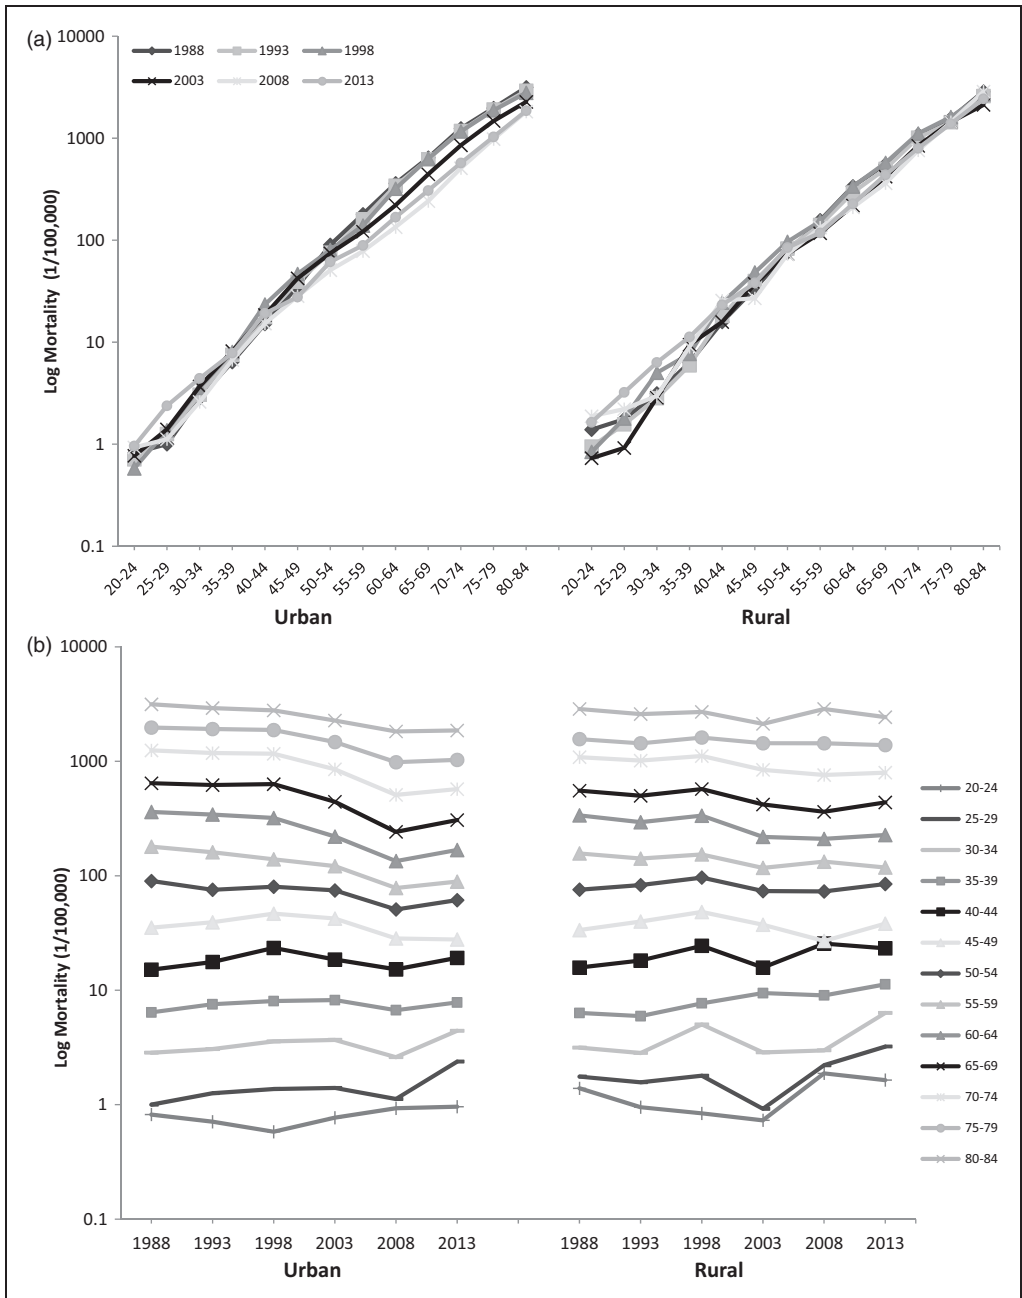 (a)
10000
1000
100
10
1
0.1
Log Mortality (1/100,000)
1988 1993 1998
2003 2008 2013
20-24 25-29 30-34 35-39 40-44 45-49 50-54 55-59 60-64 65-69 70-74 75-79 80-84 20-24 25-29 30-34 35-39 40-44 45-49 50-54 55-59 60-64 65-69 70-74 75-79 80-84
Urban Rural
(b)
10000
1000
100
10
1
0.1
Log Mortality (1/100,000)
20-24
25-29
30-34
35-39
40-44
45-49
50-54
55-59
60-64
65-69
70-74
75-79
80-84
1988 1993 1998 2003 2008 2013 1988 1993 1998 2003 2008 2013
Urban Rural